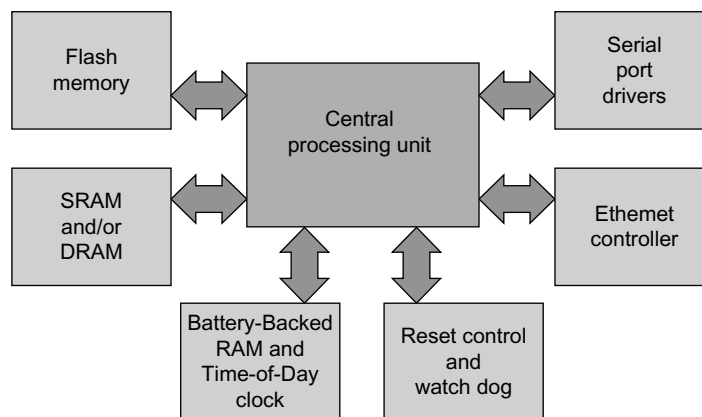 Flash
memory
Serial
port
drivers
Central
processing unit
SRAM
and/or
DRAM
Ethemet
controller
Battery-Backed
RAM and
Time-of-Day
clock
Reset control
and
watch dog